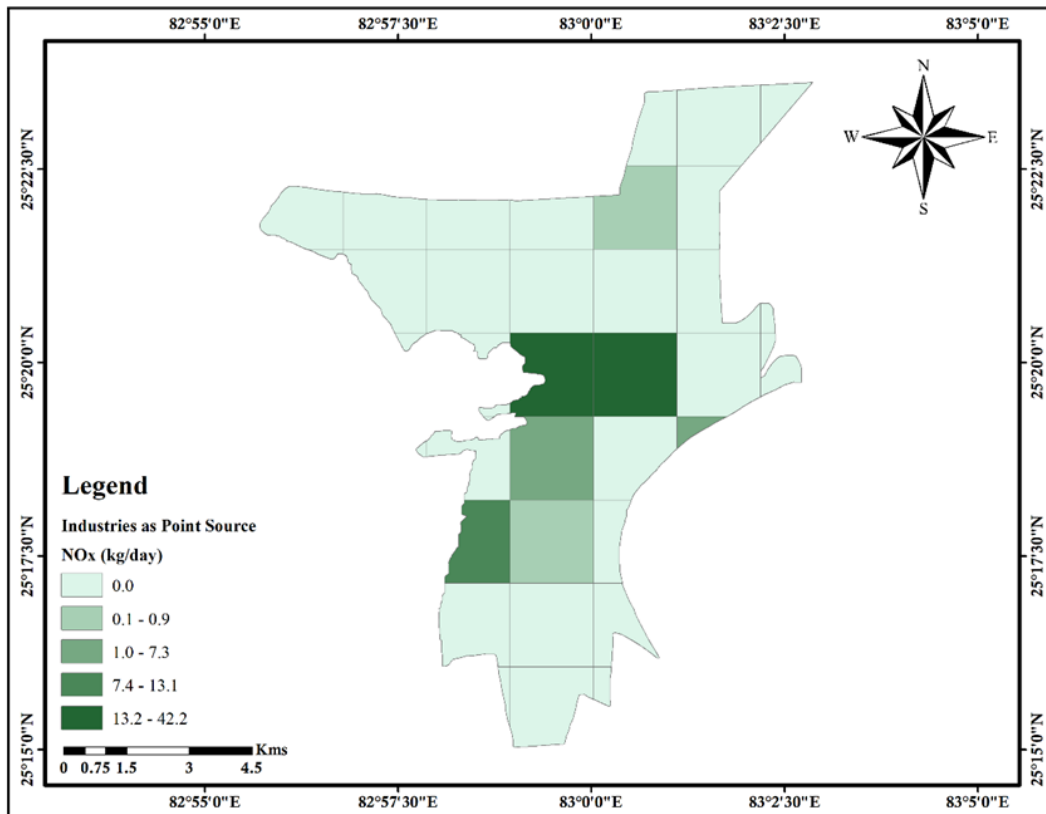 82°55'0"E 82°57'30"E 83°0'0"E 83°2'30"E 83°5'0"E
N
W E
S
25°22'30"N 25°22'30"N
25°20'0"N 25°20'0"N
25°17'30"N 25°17'30"N
25°15'0"N 25°15'0"N
Legend
Industries as Point Source
NOx (kg/day)
0.0
0.1 - 0.9
1.0 - 7.3
7.4 - 13.1
13.2 - 42.2
Kms
0 0.75 1.5 3 4.5
82°55'0"E 82°57'30"E 83°0'0"E 83°2'30"E 83°5'0"E